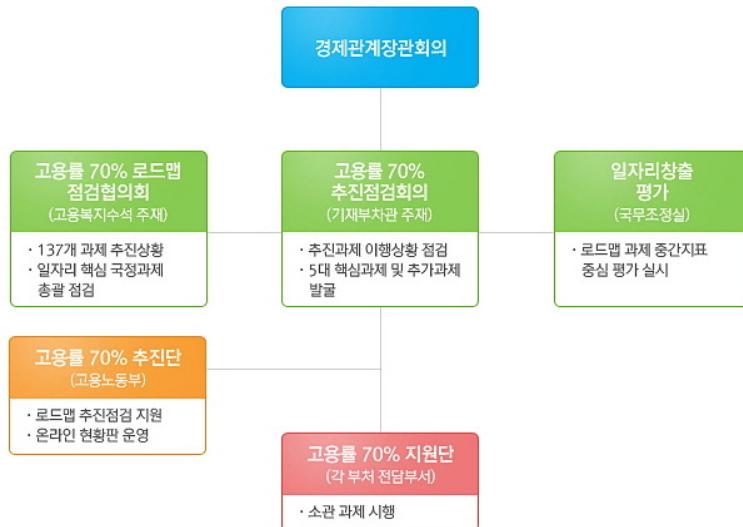 경제관계장관회의
고용률 70% 로드맵
점검협의회
(고용복지수석 주재)
· 137개 과제 추진상황
· 일자리 핵심 국정과제
총괄 점검
고용률 70%
추진점검회의
(기재부차관 주재)
· 추진과제 이행상황 점검
· 5대 핵심과제 및 추가과제
발굴
일자리창출
평가
(국무조정실)
· 로드맵 과제 중간지표
중심 평가 실시
고용률 70% 추진단
(고용노동부)
· 로드맵 추진점검 지원
· 온라인 현황판 운영
고용률 70% 지원단
(각 부처 전담부서)
· 소관 과제 시행